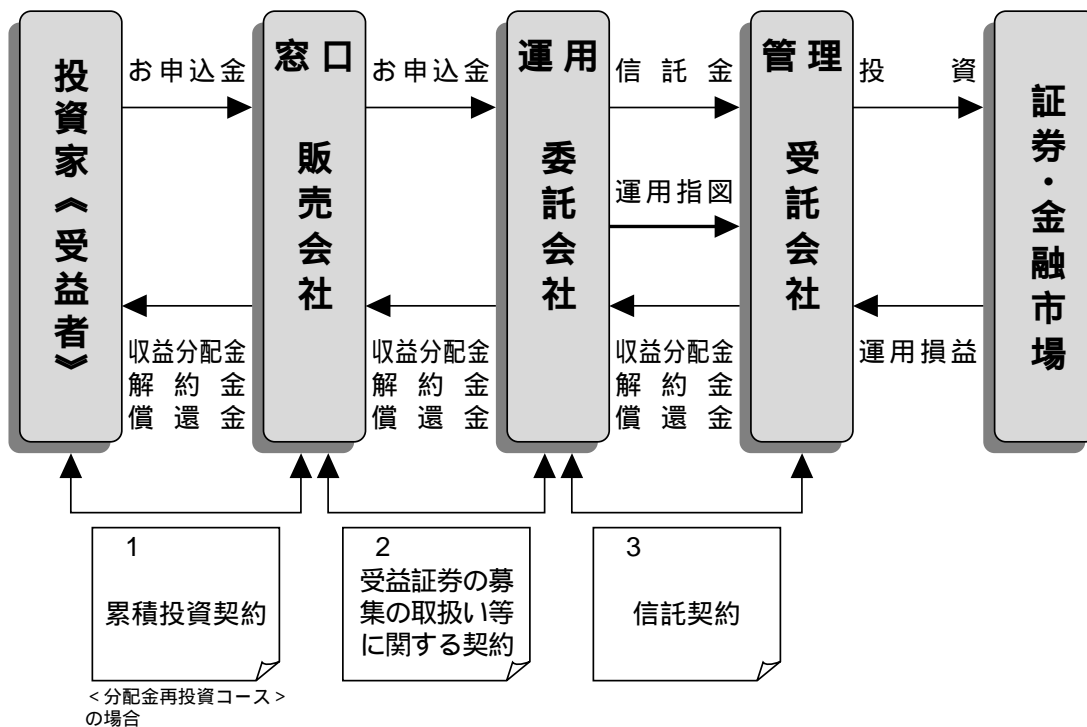 投資家《受益者》
お申込金
収益分配金
解約金
償還金
窓口
販売会社
お申込金
収益分配金
解約金
償還金
運用
委託会社
信託金
運用指図
収益分配金
解約金
償還金
管理
受託会社
投資
運用損益
証券・金融市場
1
累積投資契約
<分配金再投資コース>
の場合
2
受益証券の募
集の取扱い等
に関する契約
3
信託契約